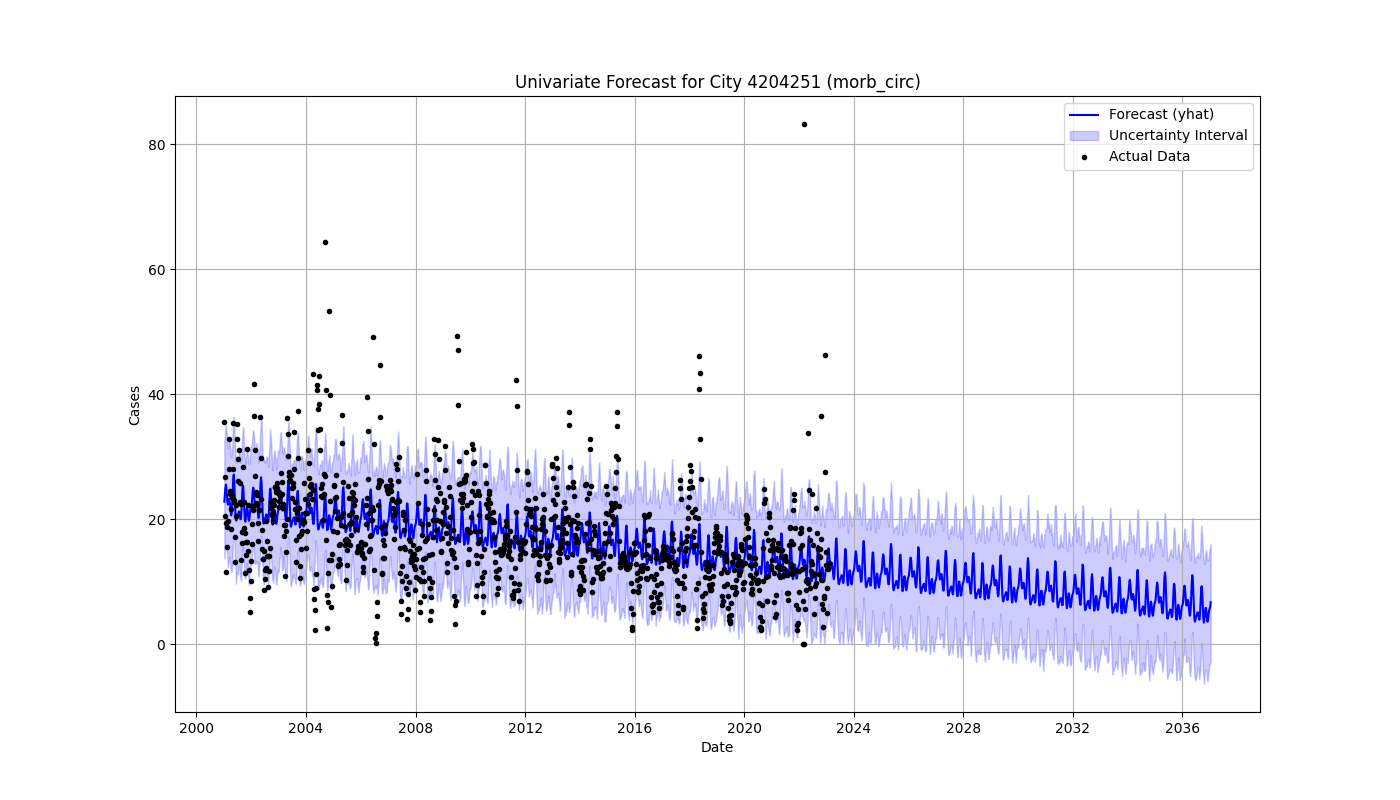 Univariate Forecast for City 4204251 (morb_circ)
Forecast (yhat)
Uncertainty Interval
Actual Data
Cases
80
60
40
20
0
2000 2004 2008 2012 2016 2020 2024 2028 2032 2036
Date